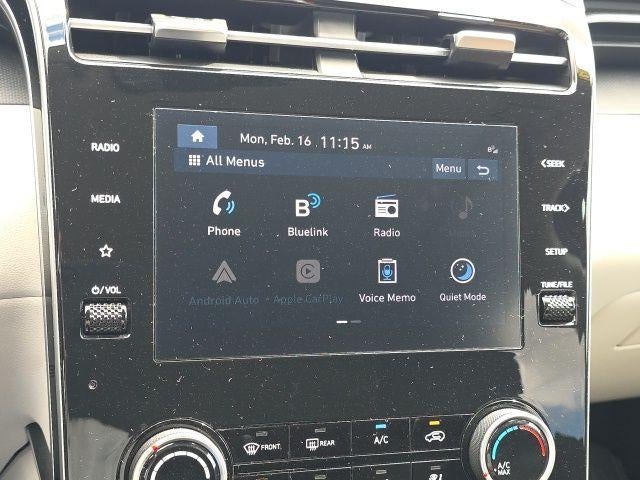 Mon, Feb. 16 11:15 AM
All Menus
Menu
Phone
Bluelink
Radio
Android Auto
Apple CarPlay
Voice Memo
Quiet Mode
RADIO
MEDIA
⏻/VOL
<SEEK
TRACK>
SETUP
TUNE/FILE
FRONT
REAR
A/C
A/C
MAX